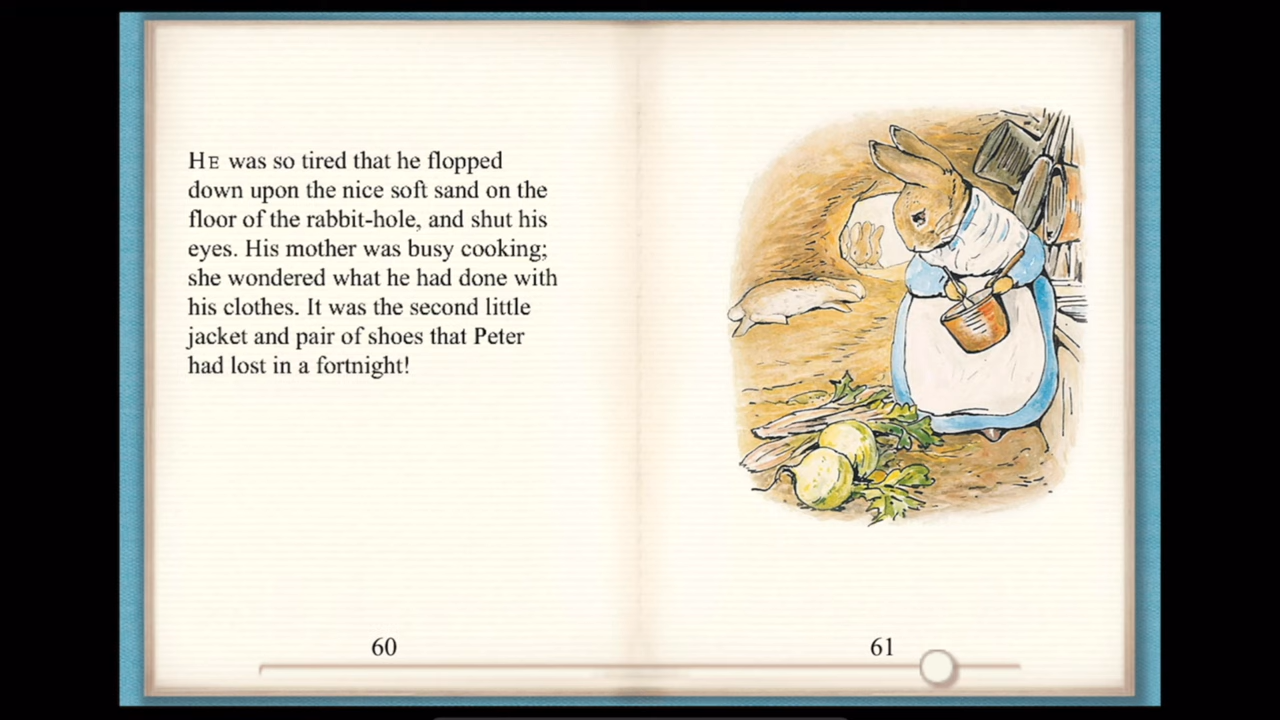 HE was so tired that he flopped
down upon the nice soft sand on the
floor of the rabbit-hole, and shut his
eyes. His mother was busy cooking;
she wondered what he had done with
his clothes. It was the second little
jacket and pair of shoes that Peter
had lost in a fortnight!
60
61